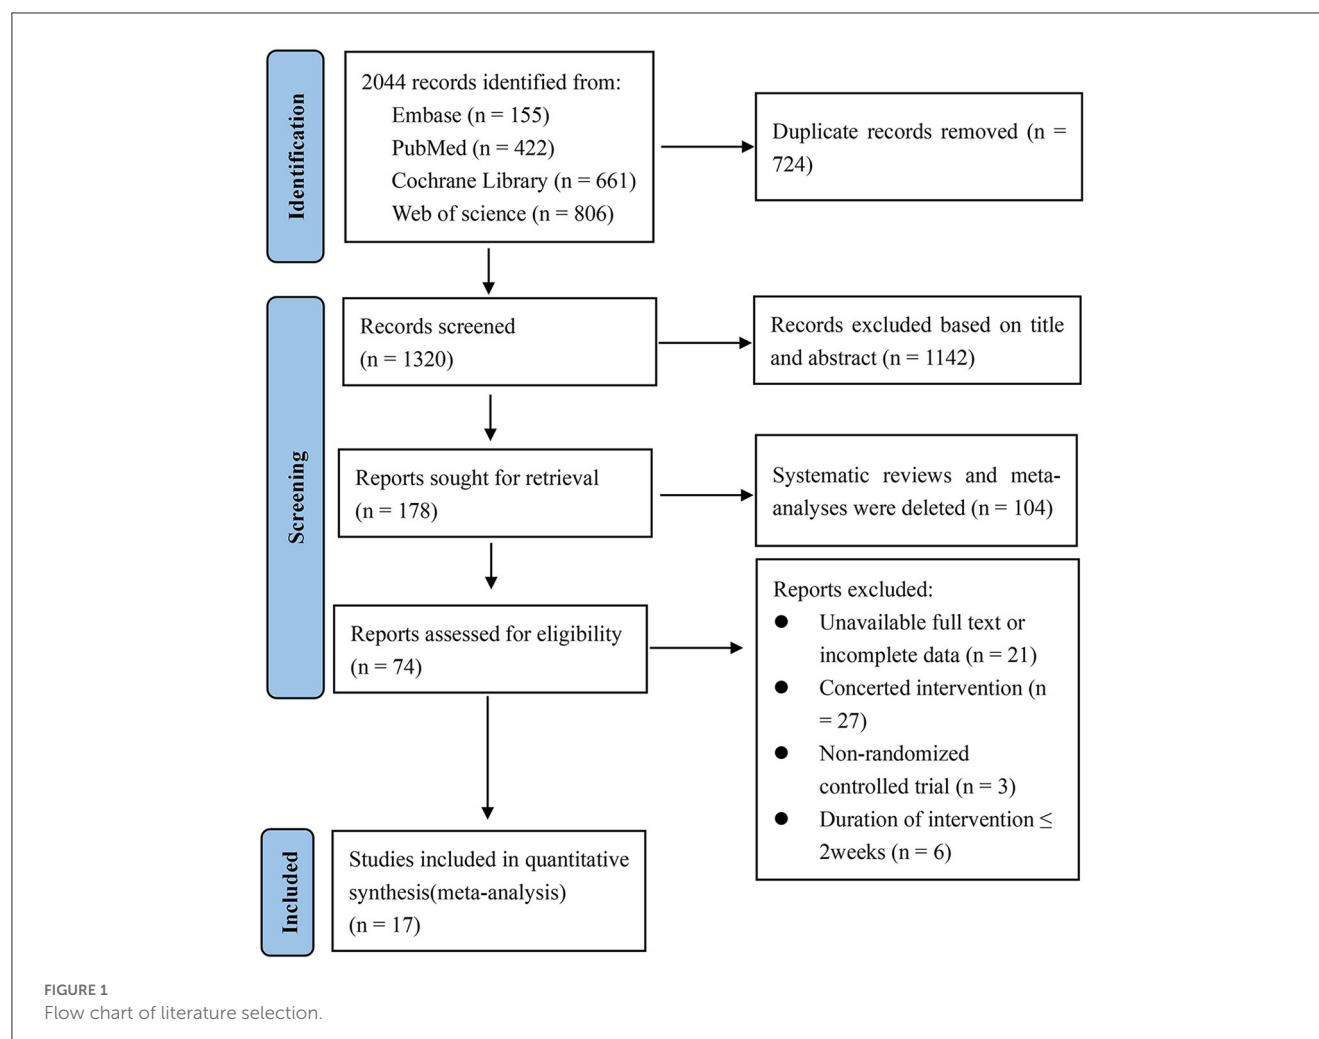 Identification
2044 records identified from:
Embase (n = 155)
PubMed (n = 422)
Cochrane Library (n = 661)
Web of science (n = 806)
Duplicate records removed (n =
724)
Screening
Records screened
(n = 1320)
Records excluded based on title
and abstract (n = 1142)
Reports sought for retrieval
(n = 178)
Systematic reviews and meta-
analyses were deleted (n = 104)
Reports assessed for eligibility
(n = 74)
Reports excluded:
● Unavailable full text or
incomplete data (n = 21)
● Concerted intervention (n
= 27)
● Non-randomized
controlled trial (n = 3)
● Duration of intervention ≤
2weeks (n = 6)
Included
Studies included in quantitative
synthesis(meta-analysis)
(n = 17)
FIGURE 1
Flow chart of literature selection.